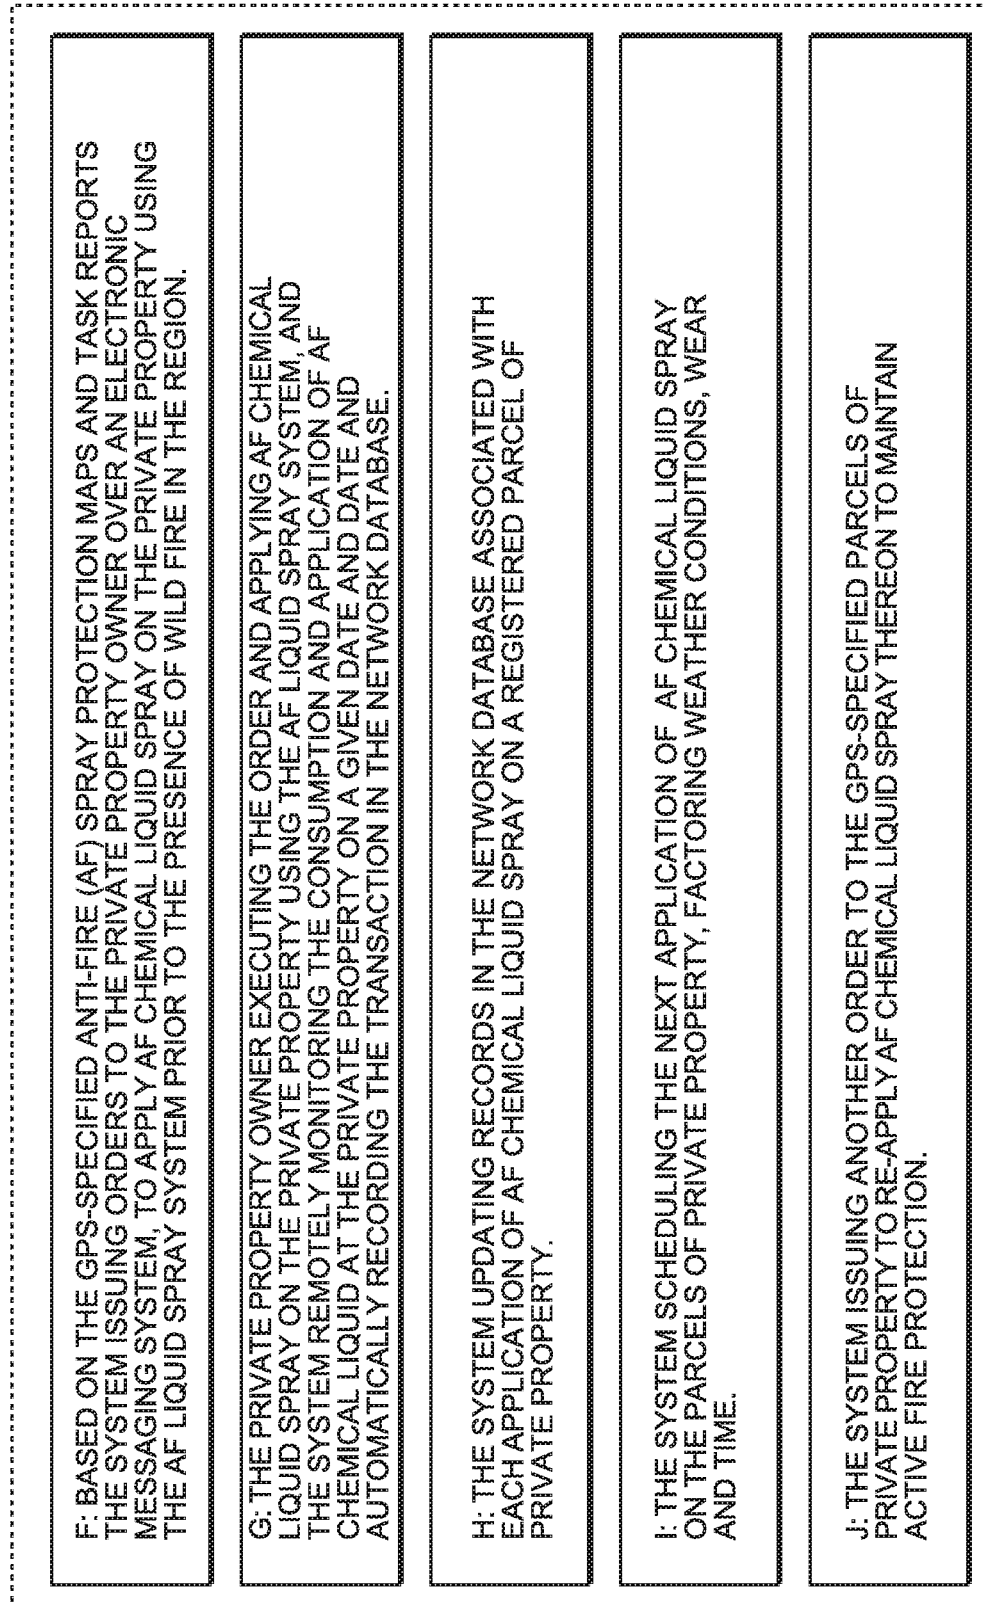 F: BASED ON THE GPS-SPECIFIED ANTI-FIRE (AF) SPRAY PROTECTION MAPS AND TASK REPORTS
THE SYSTEM ISSUING ORDERS TO THE PRIVATE PROPERTY OWNER OVER AN ELECTRONIC
MESSAGING SYSTEM, TO APPLY AF CHEMICAL LIQUID SPRAY ON THE PRIVATE PROPERTY USING
THE AF LIQUID SPRAY SYSTEM PRIOR TO THE PRESENCE OF WILD FIRE IN THE REGION.
G: THE PRIVATE PROPERTY OWNER EXECUTING THE ORDER AND APPLYING AF CHEMICAL
LIQUID SPRAY ON THE PRIVATE PROPERTY USING THE AF LIQUID SPRAY SYSTEM, AND
THE SYSTEM REMOTELY MONITORING THE CONSUMPTION AND APPLICATION OF AF
CHEMICAL LIQUID AT THE PRIVATE PROPERTY ON A GIVEN DATE AND DATE AND
AUTOMATICALLY RECORDING THE TRANSACTION IN THE NETWORK DATABASE.
H: THE SYSTEM UPDATING RECORDS IN THE NETWORK DATABASE ASSOCIATED WITH
EACH APPLICATION OF AF CHEMICAL LIQUID SPRAY ON A REGISTERED PARCEL OF
PRIVATE PROPERTY.
I: THE SYSTEM SCHEDULING THE NEXT APPLICATION OF AF CHEMICAL LIQUID SPRAY
ON THE PARCELS OF PRIVATE PROPERTY, FACTORING WEATHER CONDITIONS, WEAR
AND TIME.
J: THE SYSTEM ISSUING ANOTHER ORDER TO THE GPS-SPECIFIED PARCELS OF
PRIVATE PROPERTY TO RE-APPLY AF CHEMICAL LIQUID SPRAY THEREON TO MAINTAIN
ACTIVE FIRE PROTECTION.